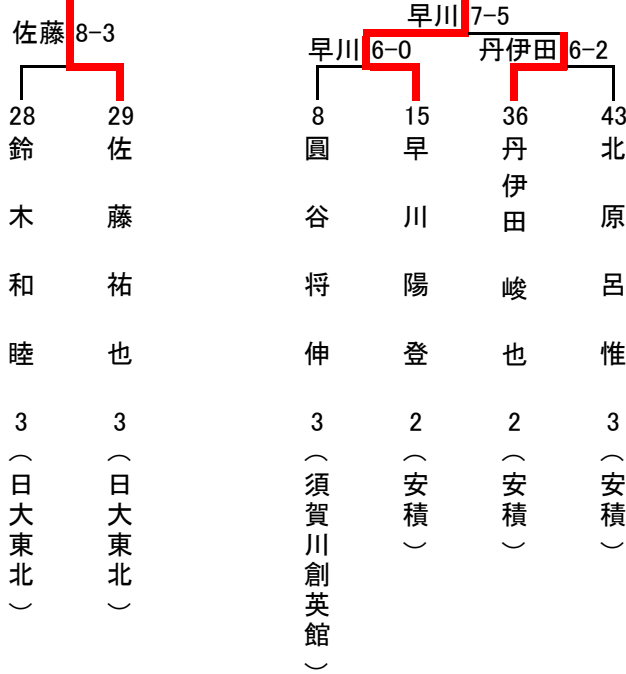 早川 7-5
佐藤 8-3
早川 6-0
丹伊田 6-2
28
鈴木和睦
3
（日大東北）
29
佐藤祐也
3
（日大東北）
8
圓谷将伸
3
（須賀川創英館）
15
早川陽登
2
（安積）
36
丹伊田峻也
2
（安積）
43
北原呂惟
3
（安積）